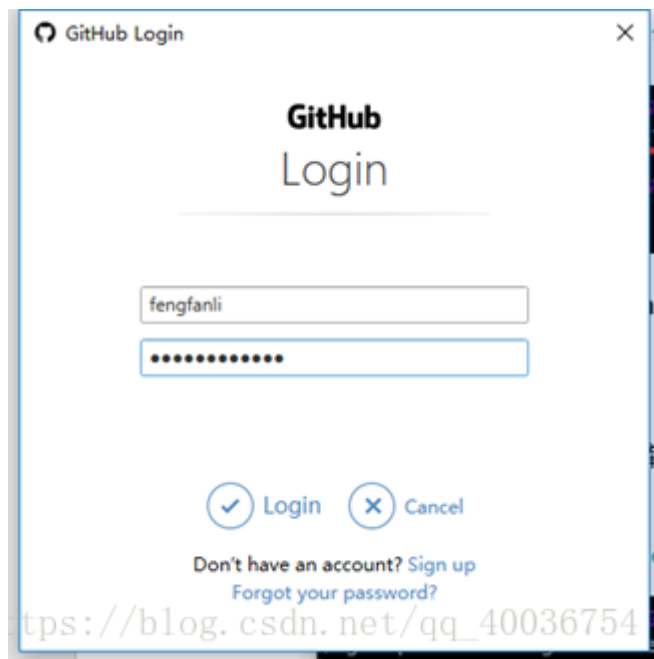 GitHub Login
GitHub
Login
fengfanli
••••••••••••
Login Cancel
Don't have an account? Sign up
Forgot your password?
tps://blog.csdn.net/qq_40036754